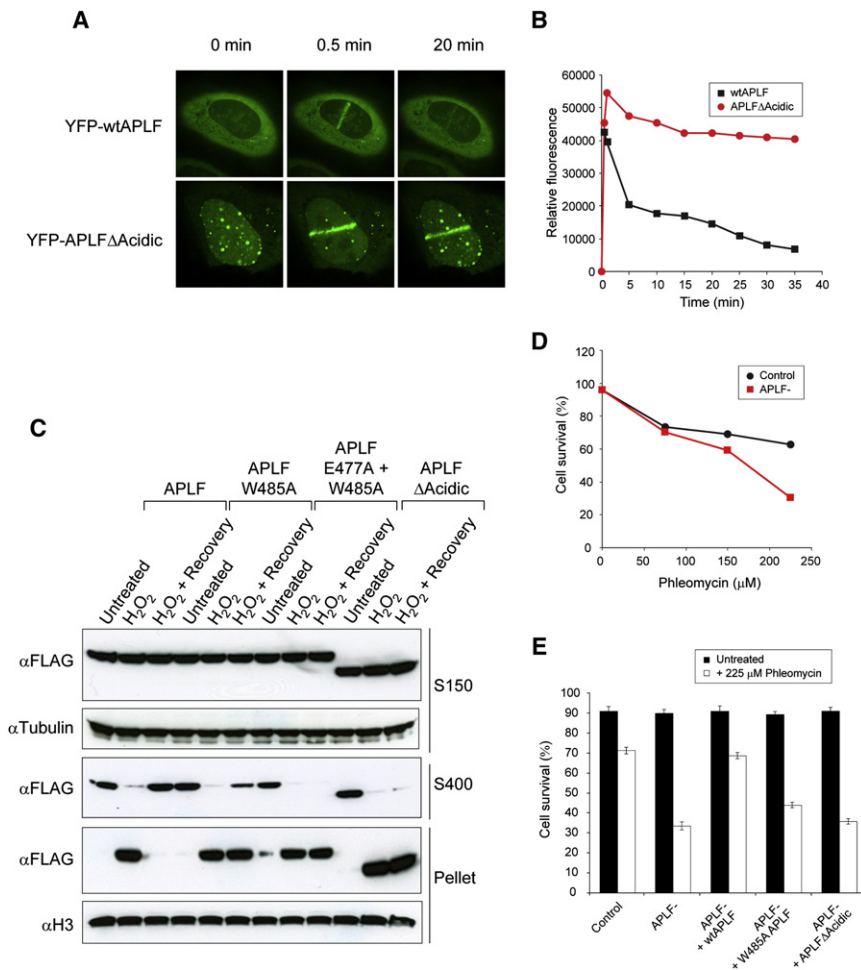 A
0 min 0.5 min 20 min
YFP-wtAPLF
YFP-APLFΔAcidic
B
Relative fluorescence
60000
50000
40000
30000
20000
10000
0
wtAPLF
APLFΔAcidic
0 5 10 15 20 25 30 35 40
Time (min)
C
APLF
APLF
W485A
APLF
E477A +
W485A
APLF
ΔAcidic
Untreated
H₂O₂
H₂O₂ + Recovery
Untreated
H₂O₂
H₂O₂ + Recovery
Untreated
H₂O₂
H₂O₂ + Recovery
Untreated
H₂O₂
H₂O₂ + Recovery
αFLAG
αTubulin
S150
αFLAG
S400
αFLAG
αH3
Pellet
D
Cell survival (%)
120
100
80
60
40
20
0
Control
APLF-
0 50 100 150 200 250
Phleomycin (μM)
E
Untreated
+ 225 μM Phleomycin
Cell survival (%)
100
90
80
70
60
50
40
30
20
10
0
Control
APLF-
APLF-
+ wtAPLF
APLF-
+ W485A APLF
APLF-
+ APLFΔAcidic